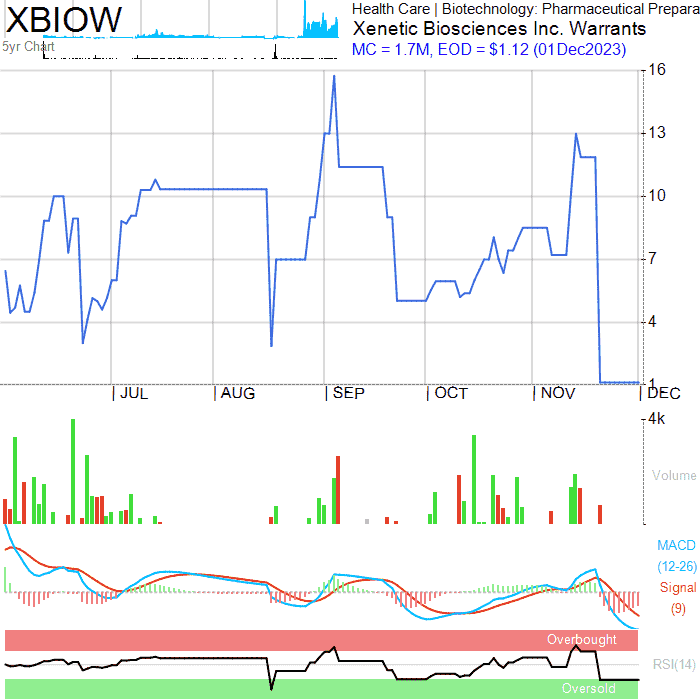 XBIOW
5yr Chart
Health Care | Biotechnology: Pharmaceutical Prepara
Xenetic Biosciences Inc. Warrants
MC = 1.7M, EOD = $1.12 (01Dec2023)
16
13
10
7
4
1
JUL AUG SEP OCT NOV DEC
4k
Volume
MACD
(12-26)
Signal
(9)
Overbought
RSI(14)
Oversold